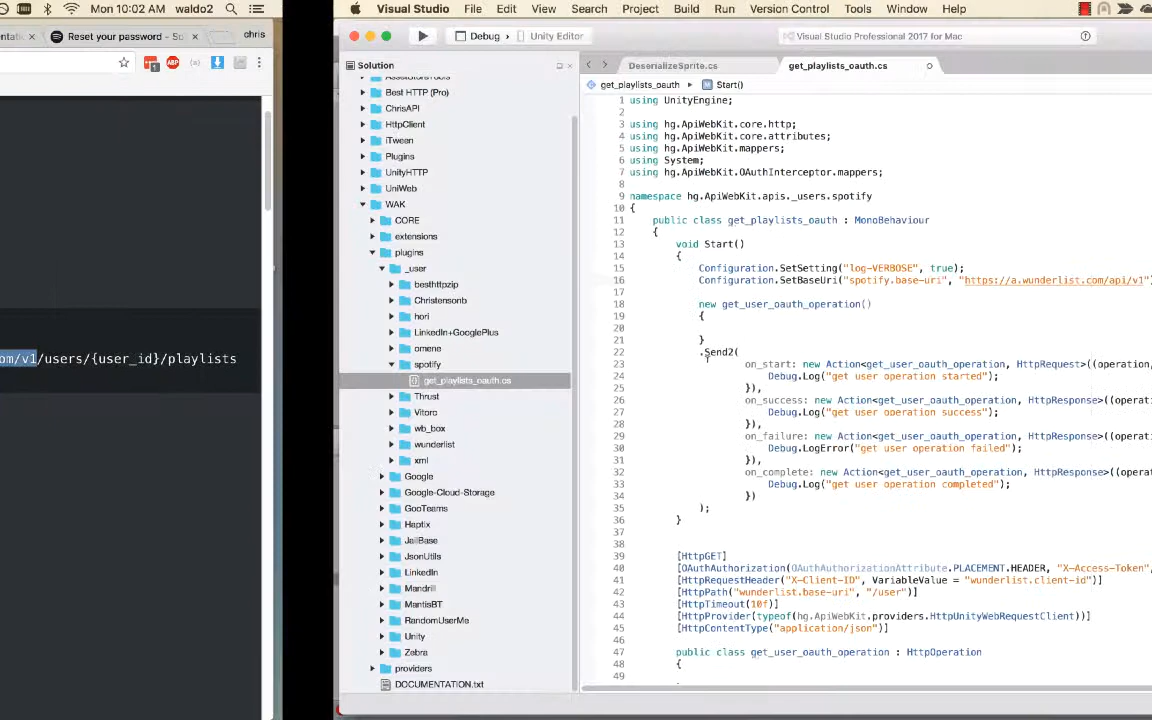 Mon 10:02 AM waldo2
Visual Studio File Edit View Search Project Build Run Version Control Tools Window Help
Reset your password - Sp
chris
Debug Unity Editor
Visual Studio Professional 2017 for Mac
Solution
DeserializeSprite.cs
get_playlists_oauth.cs
get_playlists_oauth Start()
Best HTTP (Pro)
ChrisAPI
HttpClient
iTween
Plugins
UnityHTTP
UniWeb
WAK
CORE
extensions
plugins
_user
besthttpzip
Christensonb
hori
LinkedIn+GooglePlus
omene
spotify
get_playlists_oauth.cs
Thrust
Vitoro
wb_box
wunderlist
xml
Google
Google-Cloud-Storage
GooTeams
Haptix
JailBase
JsonUtils
LinkedIn
Mandrill
MantisBT
RandomUserMe
Unity
Zebra
providers
DOCUMENTATION.txt
om/v1/users/{user_id}/playlists
1 using UnityEngine;
2
3 using hg.ApiWebKit.core.http;
4 using hg.ApiWebKit.core.attributes;
5 using hg.ApiWebKit.mappers;
6 using System;
7 using hg.ApiWebKit.OAuthInterceptor.mappers;
8
9 namespace hg.ApiWebKit.apis._users.spotify
10 {
11 public class get_playlists_oauth : MonoBehaviour
12 {
13 void Start()
14 {
15 Configuration.SetSetting("log-VERBOSE", true);
16 Configuration.SetBaseUri("spotify.base-uri", "https://a.wunderlist.com/api/v1"
17
18 new get_user_oauth_operation()
19 {
20
21 }
22 .Send2(
23 on_start: new Action<get_user_oauth_operation, HttpRequest>((operation,
24 Debug.Log("get user operation started");
25 }),
26 on_success: new Action<get_user_oauth_operation, HttpResponse>((operati
27 Debug.Log("get user operation success");
28 }),
29 on_failure: new Action<get_user_oauth_operation, HttpResponse>((operati
30 Debug.LogError("get user operation failed");
31 }),
32 on_complete: new Action<get_user_oauth_operation, HttpResponse>((operat
33 Debug.Log("get user operation completed");
34 })
35 );
36 }
37
38
39 [HttpGET]
40 [OAuthAuthorization(OAuthAuthorizationAttribute.PLACEMENT.HEADER, "X-Access-Token",
41 [HttpRequestHeader("X-Client-ID", VariableValue = "wunderlist.client-id")]
42 [HttpPath("wunderlist.base-uri", "/user")]
43 [HttpTimeout(10f)]
44 [HttpProvider(typeof(hg.ApiWebKit.providers.HttpUnityWebRequestClient))]
45 [HttpContentType("application/json")]
46
47 public class get_user_oauth_operation : HttpOperation
48 {
49